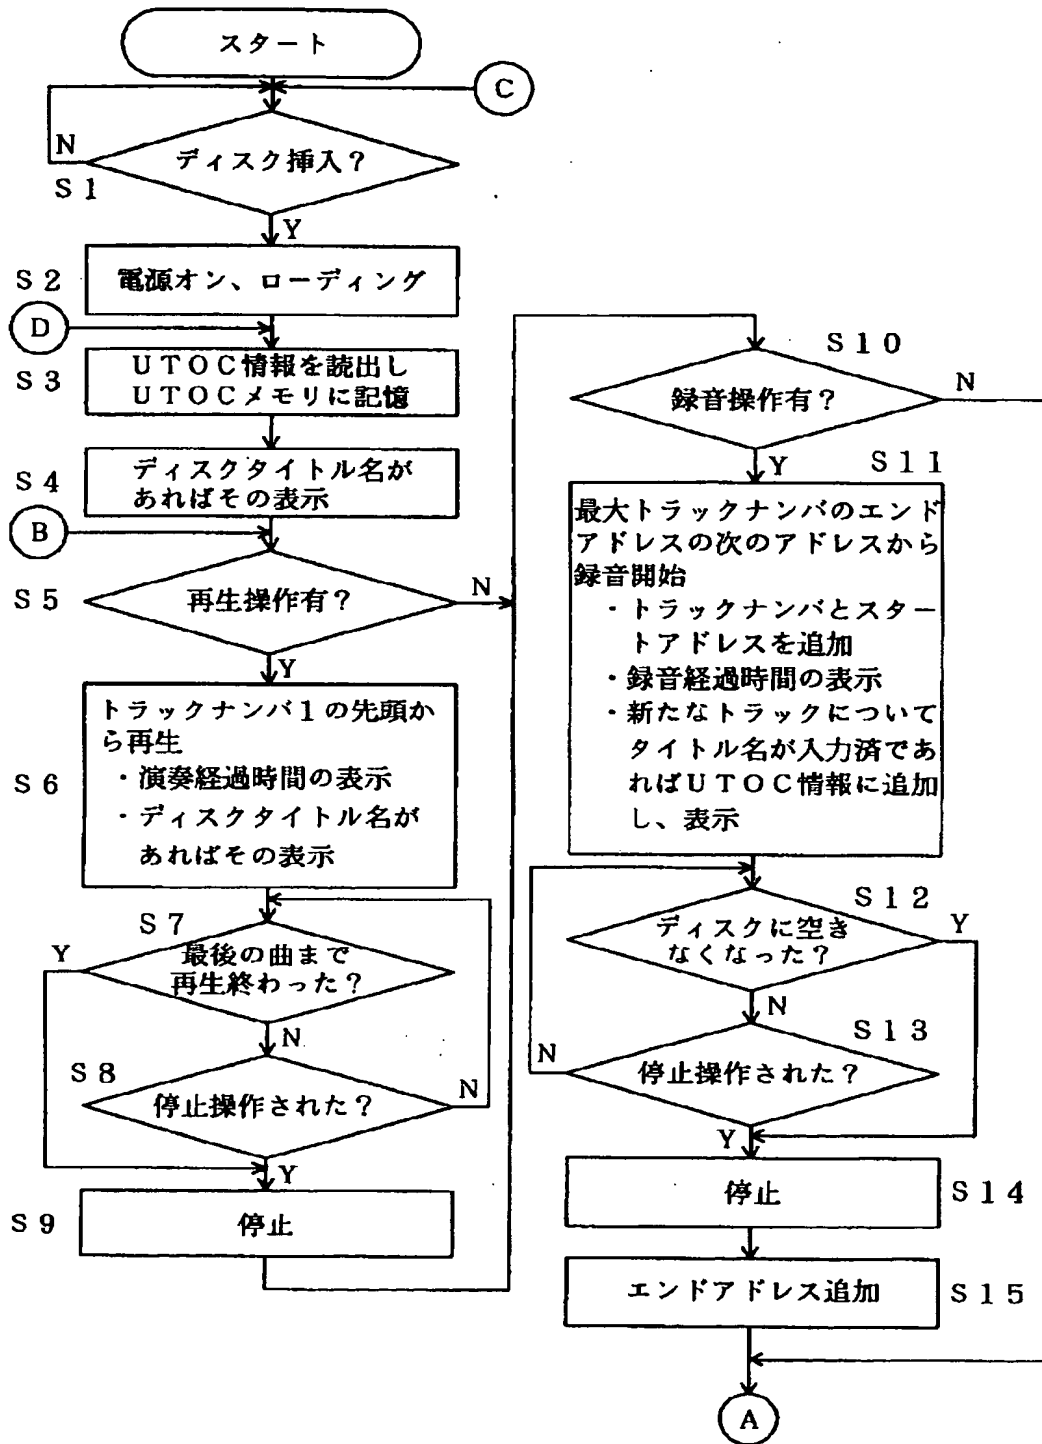 スタート
C
N
ディスク挿入?
S1
Y
S2
電源オン、ローディング
D
S3
UTOC情報を読出し
UTOCメモリに記憶
S4
ディスクタイトル名が
あればその表示
B
S5
再生操作有?
N
Y
S6
トラックナンバ1の先頭か
ら再生
・演奏経過時間の表示
・ディスクタイトル名が
あればその表示
S7
Y
最後の曲まで
再生終わった?
N
S8
停止操作された?
N
Y
S9
停止
S10
録音操作有?
N
Y
S11
最大トラックナンバのエンド
アドレスの次のアドレスから
録音開始
・トラックナンバとスター
トアドレスを追加
・録音経過時間の表示
・新たなトラックについて
タイトル名が入力済であ
ればUTOC情報に追加
し、表示
S12
ディスクに空き
なくなった?
Y
N
S13
N
停止操作された?
Y
停止
S14
エンドアドレス追加
S15
A